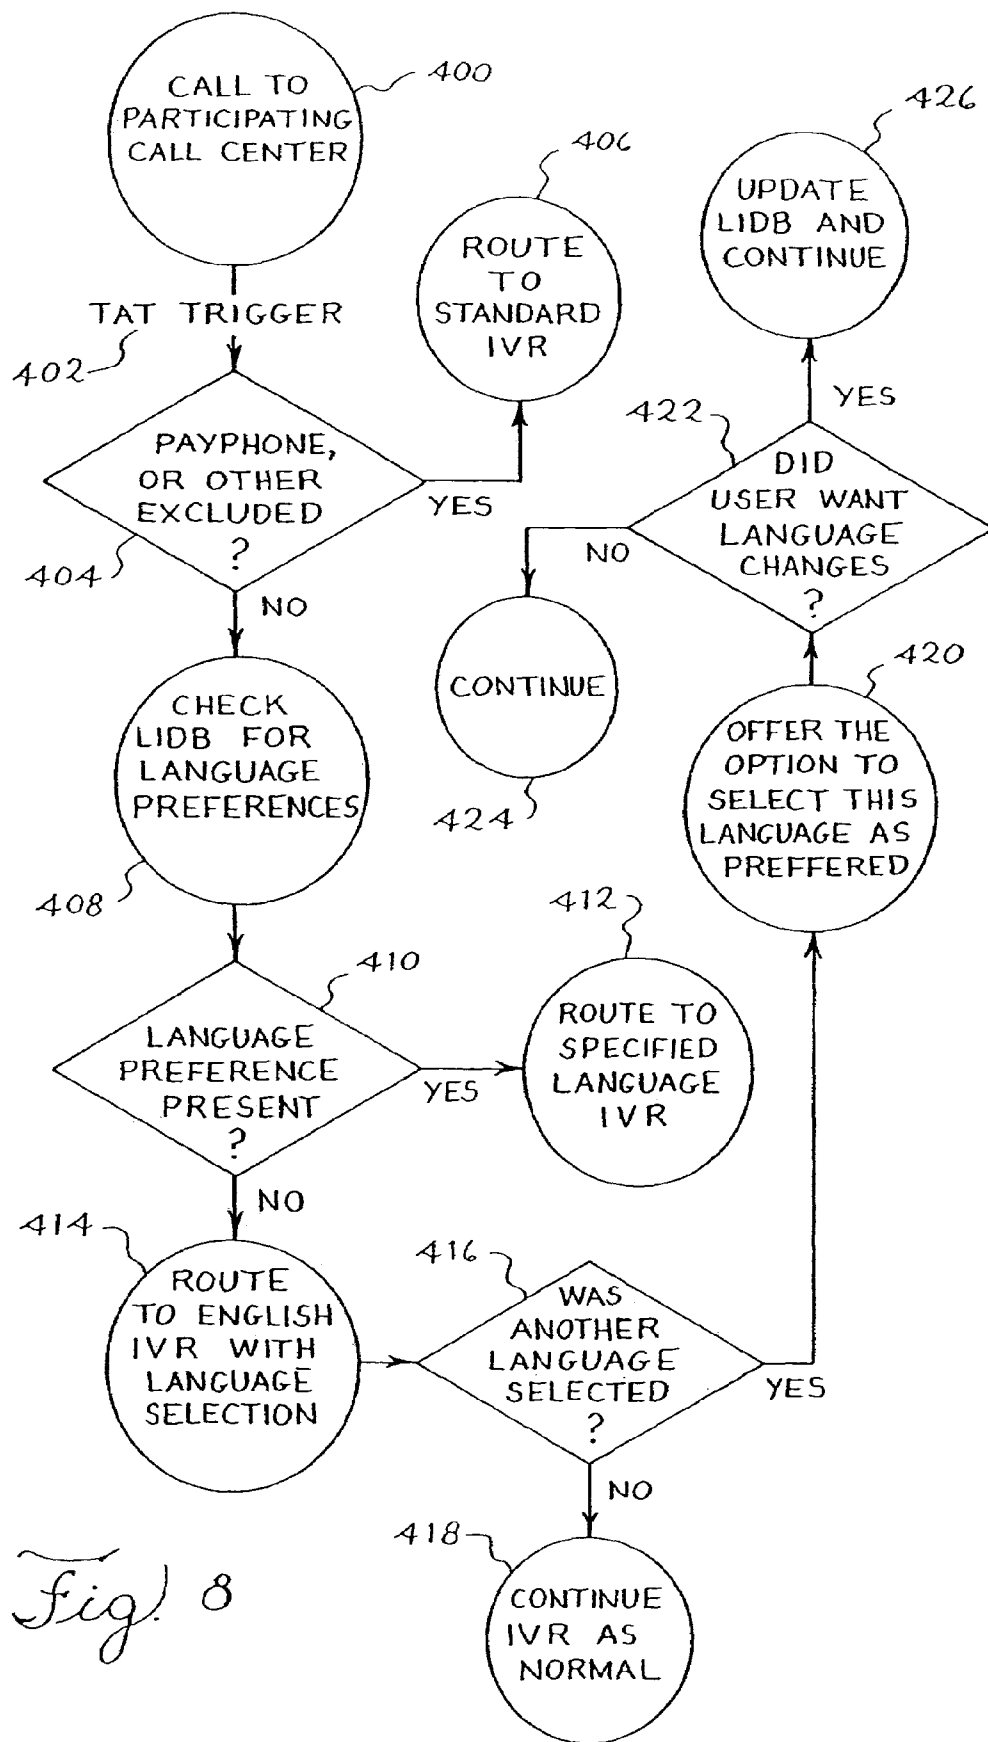 CALL TO
PARTICIPATING
CALL CENTER
400
TAT TRIGGER
402
PAYPHONE,
OR OTHER
EXCLUDED
?
404
YES
NO
406
ROUTE
TO
STANDARD
IVR
CHECK
LIDB FOR
LANGUAGE
PREFERENCES
408
410
LANGUAGE
PREFERENCE
PRESENT
?
YES
NO
412
ROUTE TO
SPECIFIED
LANGUAGE
IVR
414
ROUTE
TO ENGLISH
IVR WITH
LANGUAGE
SELECTION
416
WAS
ANOTHER
LANGUAGE
SELECTED
?
YES
NO
418
CONTINUE
IVR AS
NORMAL
420
OFFER THE
OPTION TO
SELECT THIS
LANGUAGE AS
PREFFERED
422
DID
USER WANT
LANGUAGE
CHANGES
?
NO
YES
CONTINUE
424
426
UPDATE
LIDB AND
CONTINUE
Fig. 8